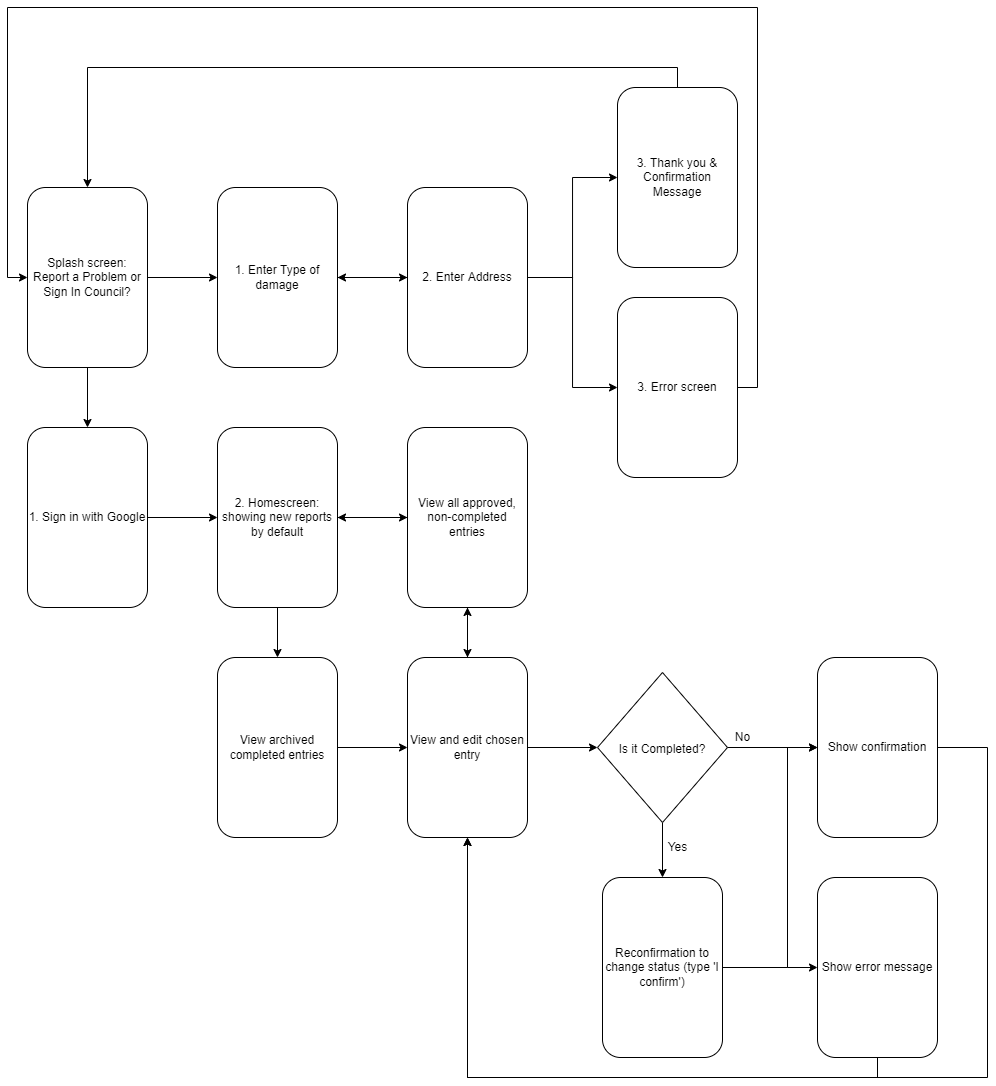 3. Thank you &
Confirmation
Message
Splash screen:
Report a Problem or
Sign In Council?
1. Enter Type of
damage
2. Enter Address
3. Error screen
1. Sign in with Google
2. Homescreen:
showing new reports
by default
View all approved,
non-completed
entries
View archived
completed entries
View and edit chosen
entry
Is it Completed?
No
Show confirmation
Yes
Reconfirmation to
change status (type 'I
confirm')
Show error message